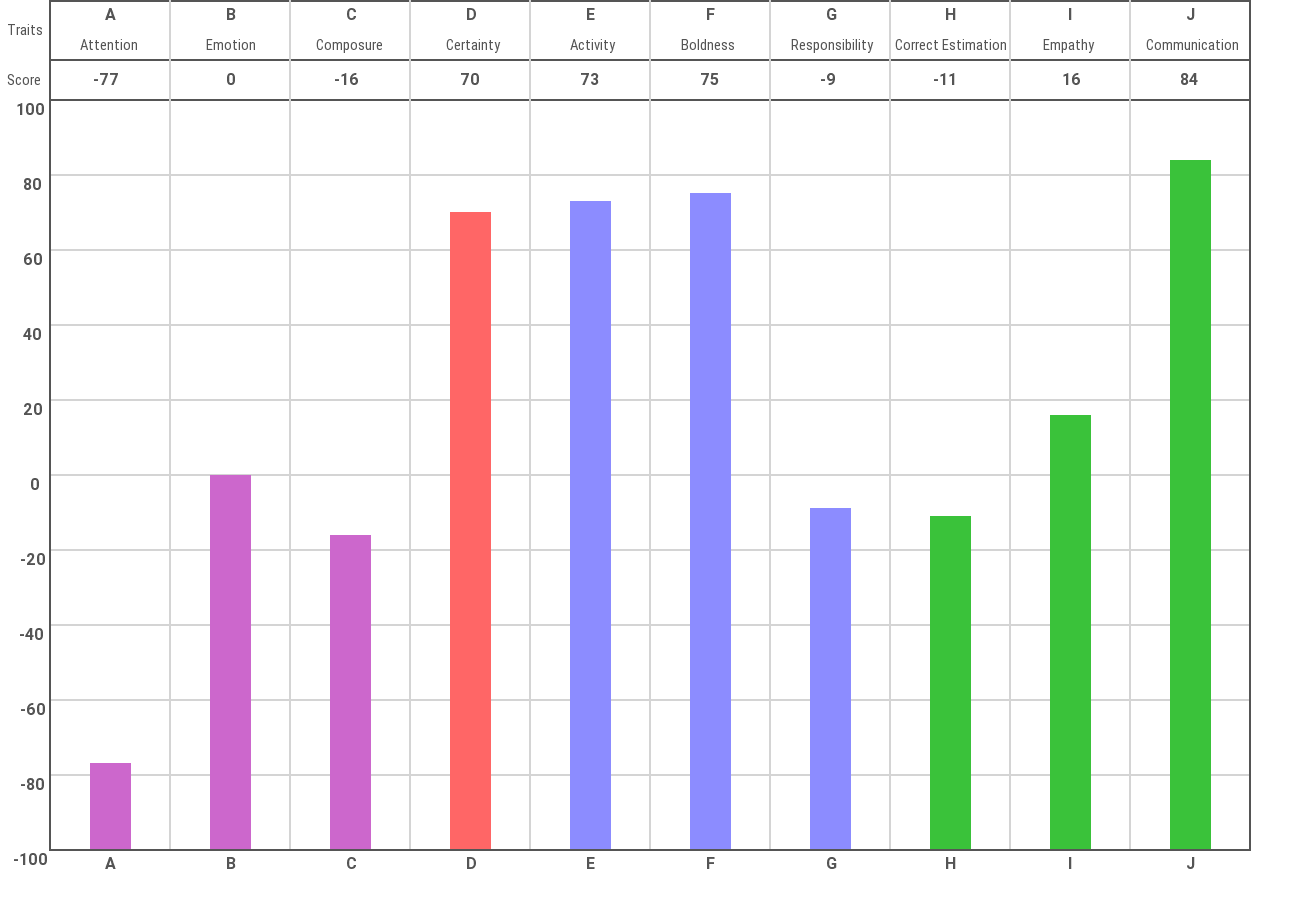 A B C D E F G H I J
Traits
Attention Emotion Composure Certainty Activity Boldness Responsibility Correct Estimation Empathy Communication
Score -77 0 -16 70 73 75 -9 -11 16 84
100
80
60
40
20
0
-20
-40
-60
-80
-100
A B C D E F G H I J